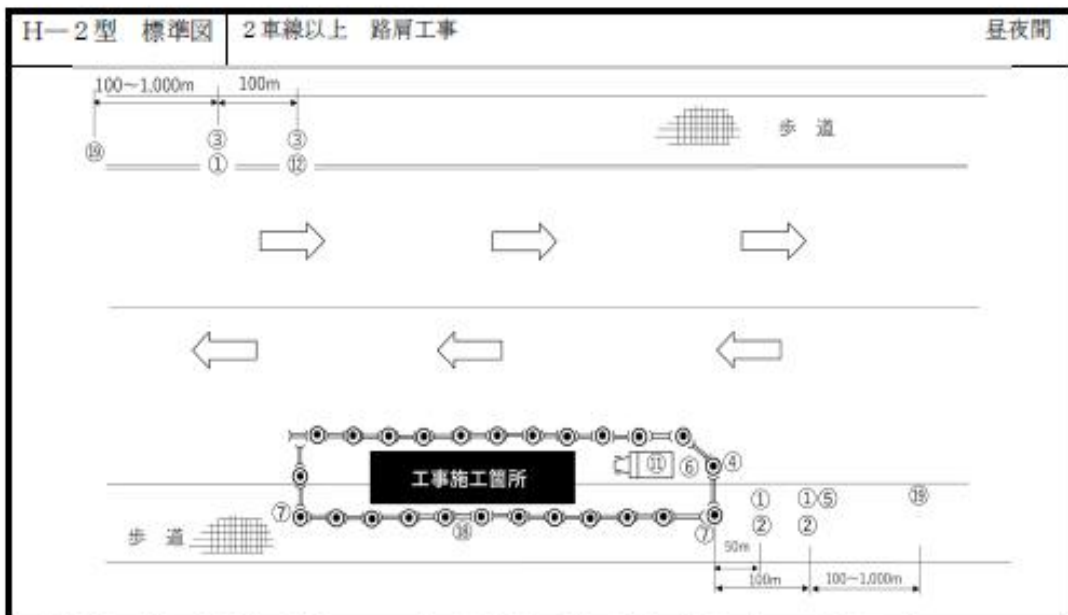 H－2型　標準図　2車線以上　路肩工事　昼夜間
100～1,000m　100m
③　③　歩　道
⑲　①　⑫
⑪　⑥　④
工事施工箇所
①　①⑤　⑲
⑦　②　②
⑱　⑦
歩　道
50m
100m　100～1,000m